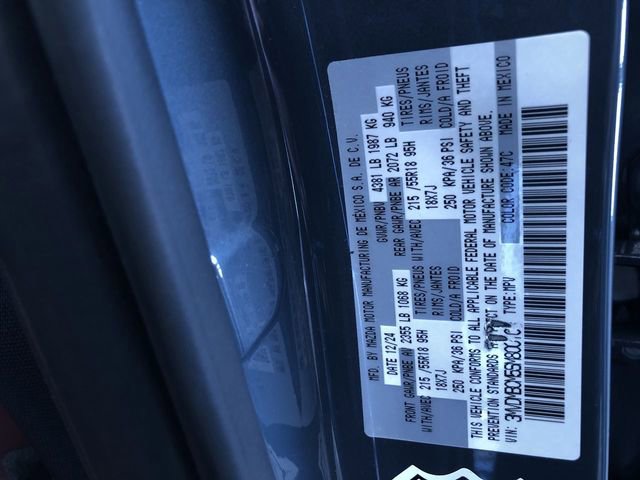 MFD. BY MAZDA MOTOR MANUFACTURING DE MÉXICO S.A. DE C.V.
DATE 12/24 GVWR/PNBV 4381 LB 1987 KG
FRONT GAWR/PNBE AV 2355 LB 1068 KG REAR GAWR/PNBE AR 2072 LB 940 KG
WITH/AVEC 215/55R18 95H TIRES/PNEUS WITH/AVEC 215/55R18 95H TIRES/PNEUS
18X7J RIMS/JANTES 18X7J RIMS/JANTES
250 KPA/36 PSI COLD/A FROID 250 KPA/36 PSI COLD/A FROID
THIS VEHICLE CONFORMS TO ALL APPLICABLE FEDERAL MOTOR VEHICLE SAFETY AND THEFT
PREVENTION STANDARDS IN EFFECT ON THE DATE OF MANUFACTURE SHOWN ABOVE.
VIN: TYPE:MPV COLOR CODE:47C MADE IN MEXICO